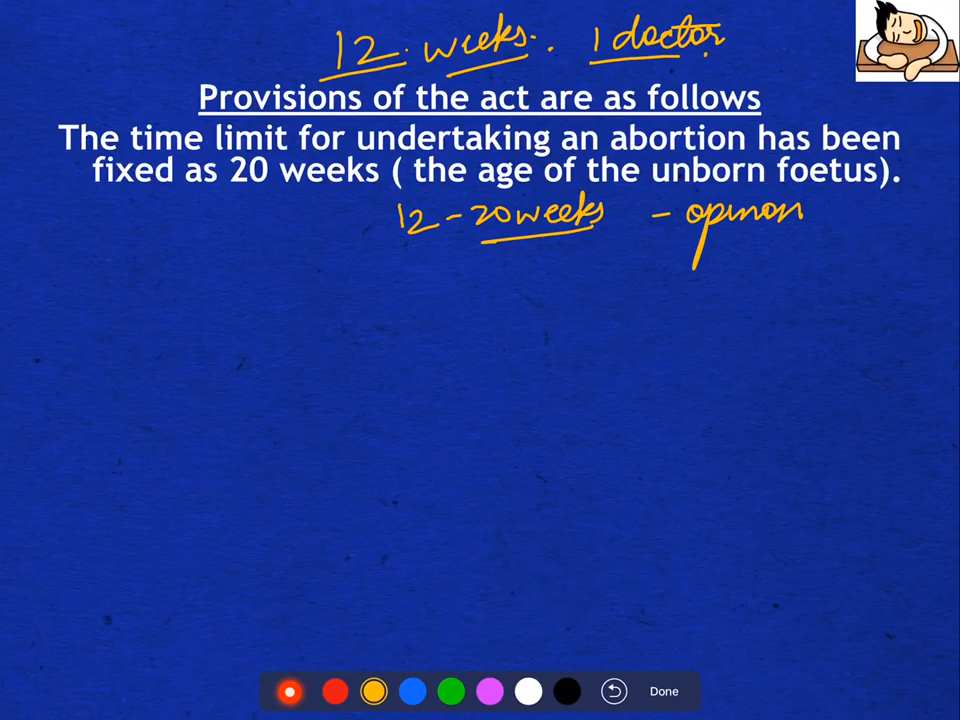 12 weeks. 1 doctor
Provisions of the act are as follows
The time limit for undertaking an abortion has been
fixed as 20 weeks ( the age of the unborn foetus).
12 - 20 weeks - opinion
Done